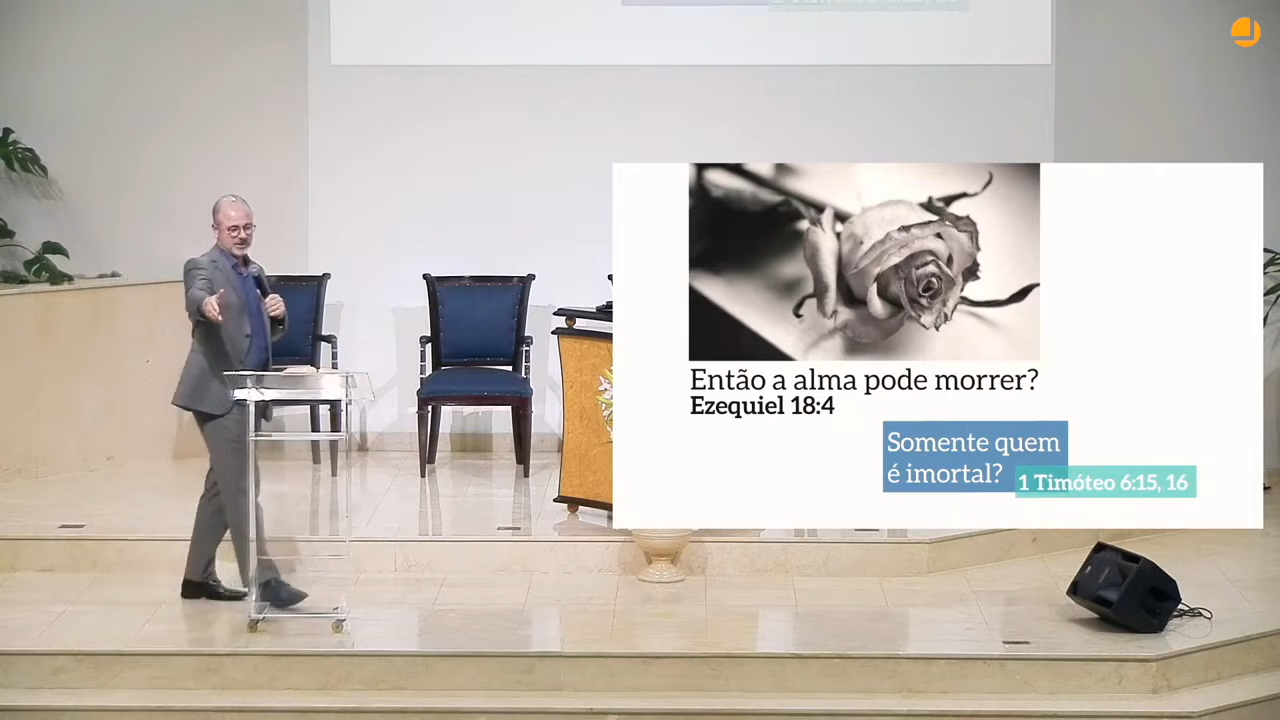 Então a alma pode morrer?
Ezequiel 18:4
Somente quem
é imortal?
1 Timóteo 6:15, 16